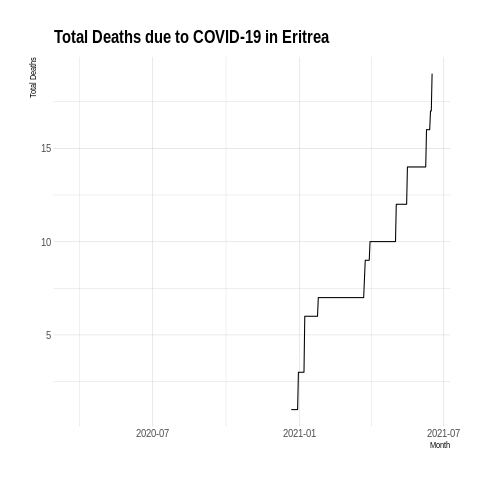 Total Deaths due to COVID-19 in Eritrea
Total Deaths
15
10
5
2020-07
2021-01
2021-07
Month